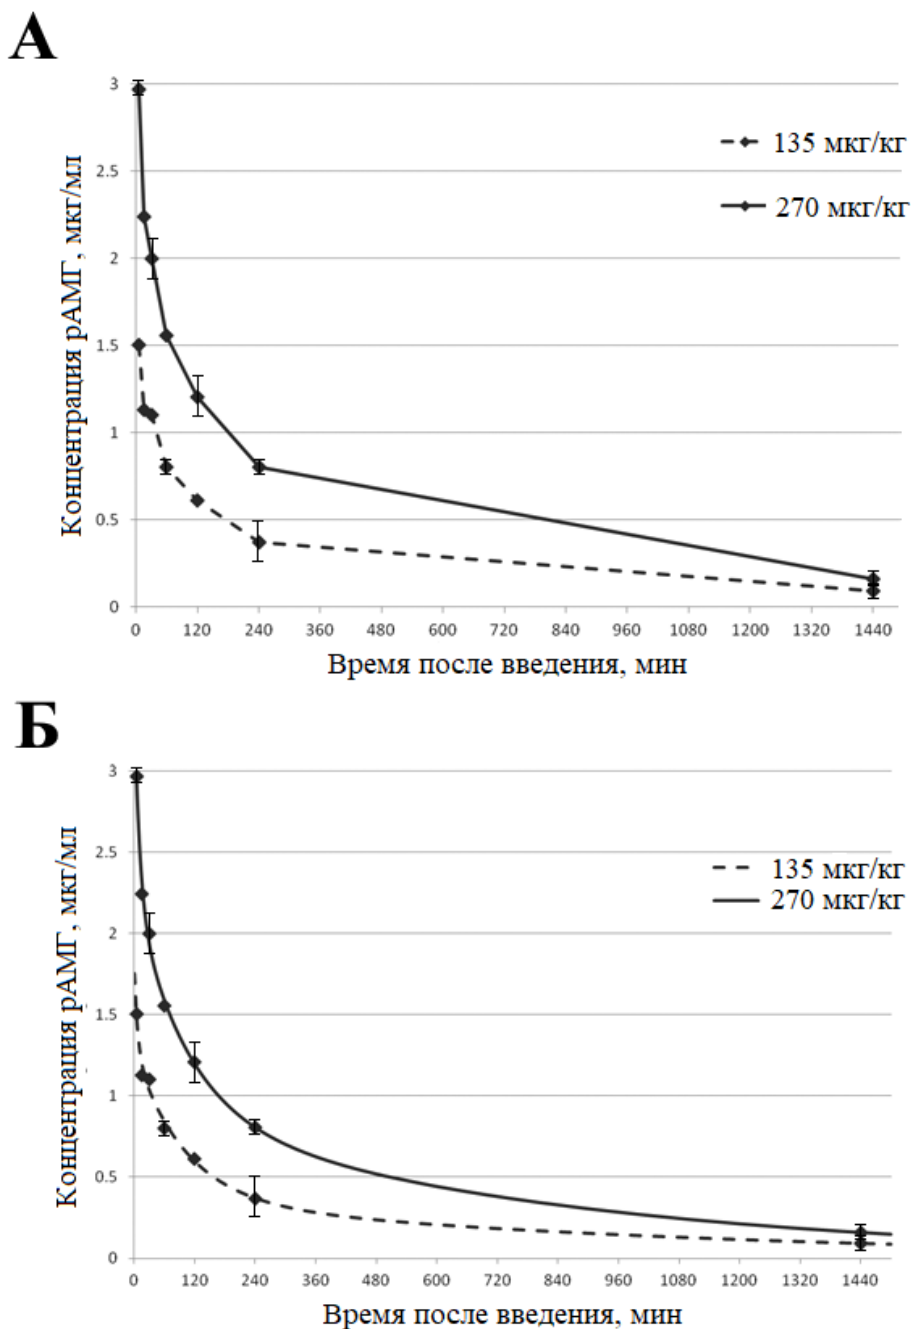 А
3
2.5
2
1.5
1
0.5
0
135 мкг/кг
270 мкг/кг
Концентрация рАМГ, мкг/мл
0 120 240 360 480 600 720 840 960 1080 1200 1320 1440
Время после введения, мин
Б
3
2.5
2
1.5
1
0.5
0
135 мкг/кг
270 мкг/кг
Концентрация рАМГ, мкг/мл
0 120 240 360 480 600 720 840 960 1080 1200 1320 1440
Время после введения, мин